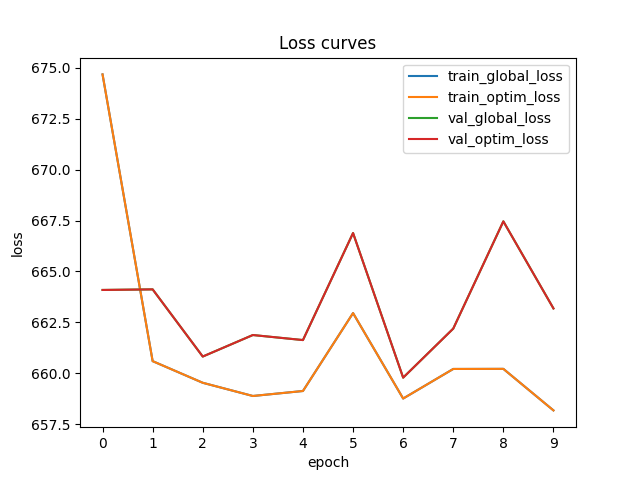 Loss curves
train_global_loss
train_optim_loss
val_global_loss
val_optim_loss
675.0
672.5
670.0
667.5
665.0
662.5
660.0
657.5
loss
0 1 2 3 4 5 6 7 8 9
epoch